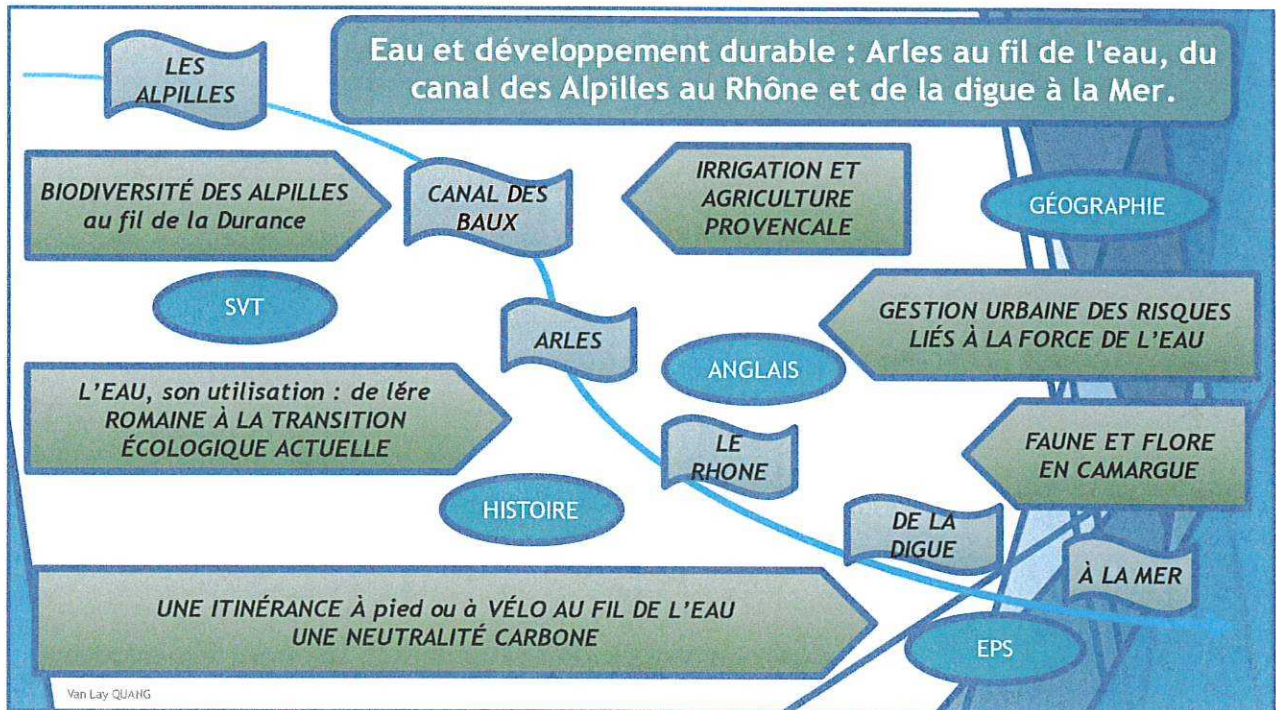 Eau et développement durable : Arles au fil de l'eau, du
canal des Alpilles au Rhône et de la digue à la Mer.
LES
ALPILLES
BIODIVERSITÉ DES ALPILLES
au fil de la Durance
CANAL DES
BAUX
IRRIGATION ET
AGRICULTURE
PROVENCALE
GÉOGRAPHIE
SVT
ARLES
GESTION URBAINE DES RISQUES
LIÉS À LA FORCE DE L'EAU
ANGLAIS
L'EAU, son utilisation : de lére
ROMAINE À LA TRANSITION
ÉCOLOGIQUE ACTUELLE
LE
RHONE
FAUNE ET FLORE
EN CAMARGUE
HISTOIRE
DE LA
DIGUE
À LA MER
UNE ITINÉRANCE À pied ou à VÉLO AU FIL DE L'EAU
UNE NEUTRALITÉ CARBONE
EPS
Van Lay QUANG